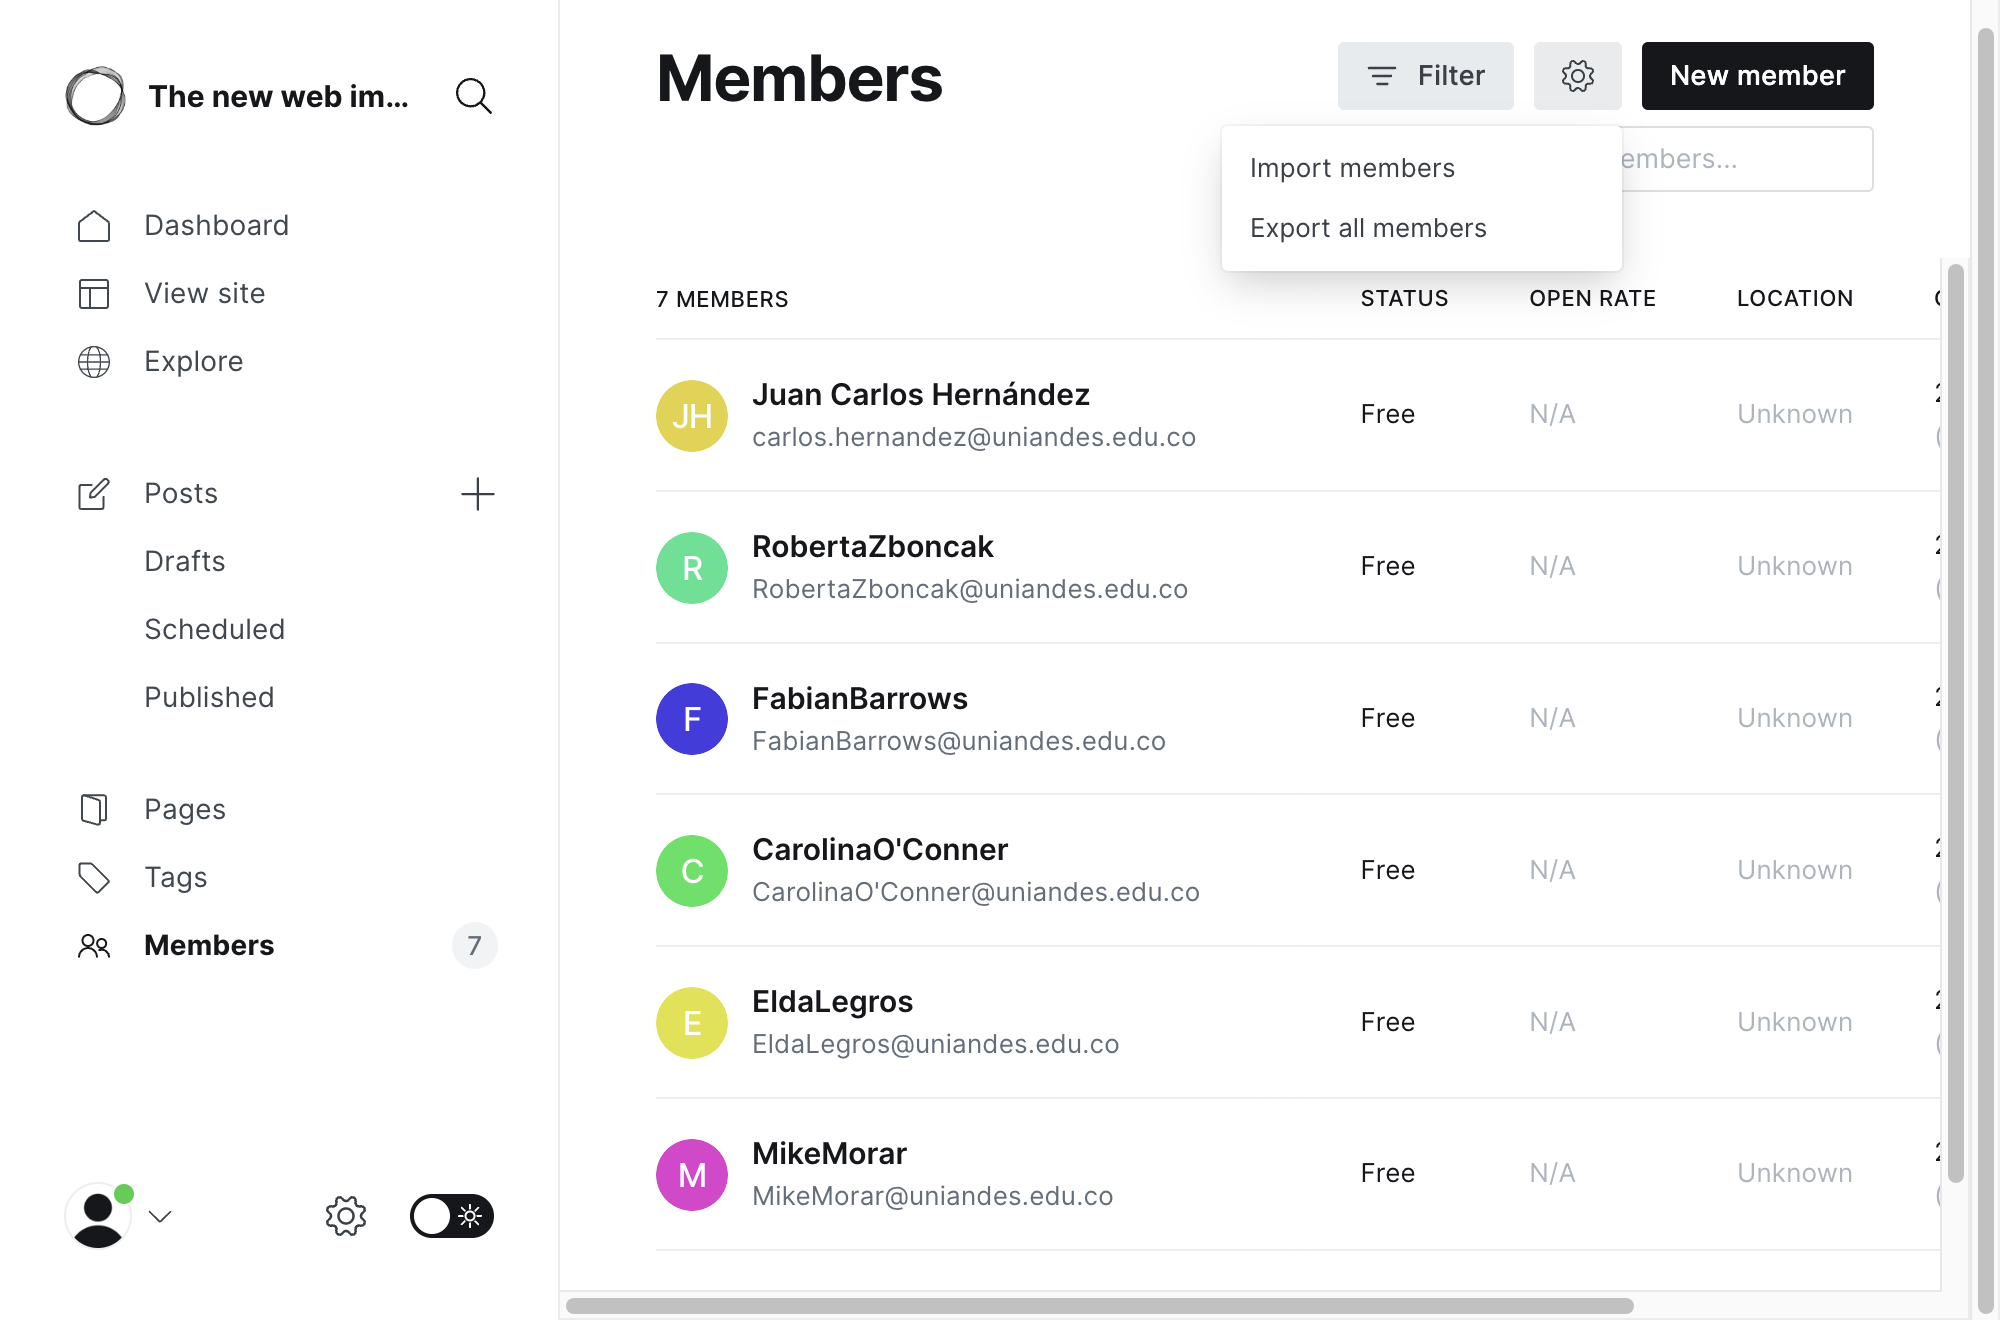 The new web im...
Dashboard
View site
Explore
Posts
Drafts
Scheduled
Published
Pages
Tags
Members
7
Members
Filter
New member
Import members
Export all members
embers...
7 MEMBERS
STATUS
OPEN RATE
LOCATION
JH
Juan Carlos Hernández
carlos.hernandez@uniandes.edu.co
Free
N/A
Unknown
R
RobertaZboncak
RobertaZboncak@uniandes.edu.co
Free
N/A
Unknown
F
FabianBarrows
FabianBarrows@uniandes.edu.co
Free
N/A
Unknown
C
CarolinaO'Conner
CarolinaO'Conner@uniandes.edu.co
Free
N/A
Unknown
E
EldaLegros
EldaLegros@uniandes.edu.co
Free
N/A
Unknown
M
MikeMorar
MikeMorar@uniandes.edu.co
Free
N/A
Unknown